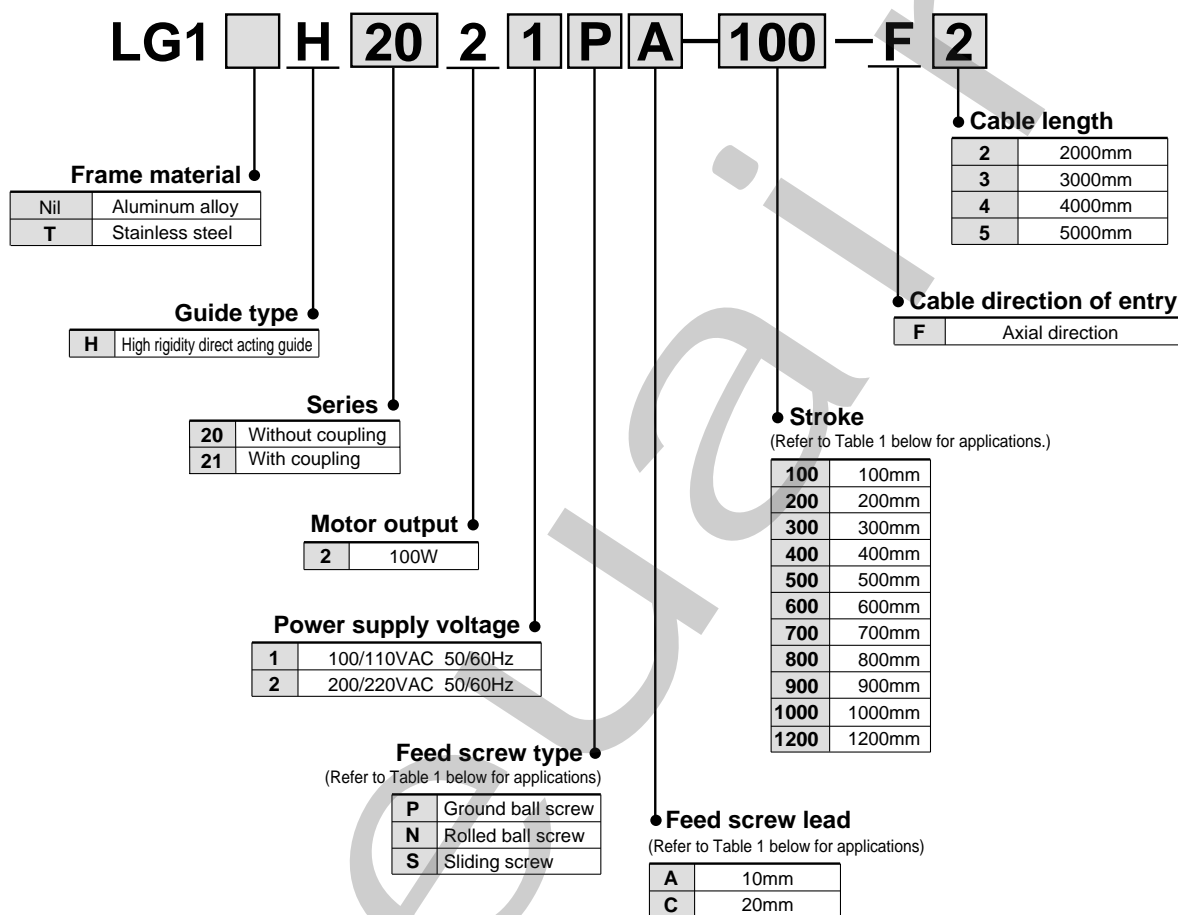 LG1 H 20 2 1 P A — 100 — F 2
Cable length
2 2000mm
3 3000mm
4 4000mm
5 5000mm
Frame material
Nil Aluminum alloy
T Stainless steel
Cable direction of entry
F Axial direction
Guide type
H High rigidity direct acting guide
Series
20 Without coupling
21 With coupling
Stroke
(Refer to Table 1 below for applications.)
100 100mm
200 200mm
300 300mm
400 400mm
500 500mm
600 600mm
700 700mm
800 800mm
900 900mm
1000 1000mm
1200 1200mm
Motor output
2 100W
Power supply voltage
1 100/110VAC 50/60Hz
2 200/220VAC 50/60Hz
Feed screw type
(Refer to Table 1 below for applications)
P Ground ball screw
N Rolled ball screw
S Sliding screw
Feed screw lead
(Refer to Table 1 below for applications)
A 10mm
C 20mm